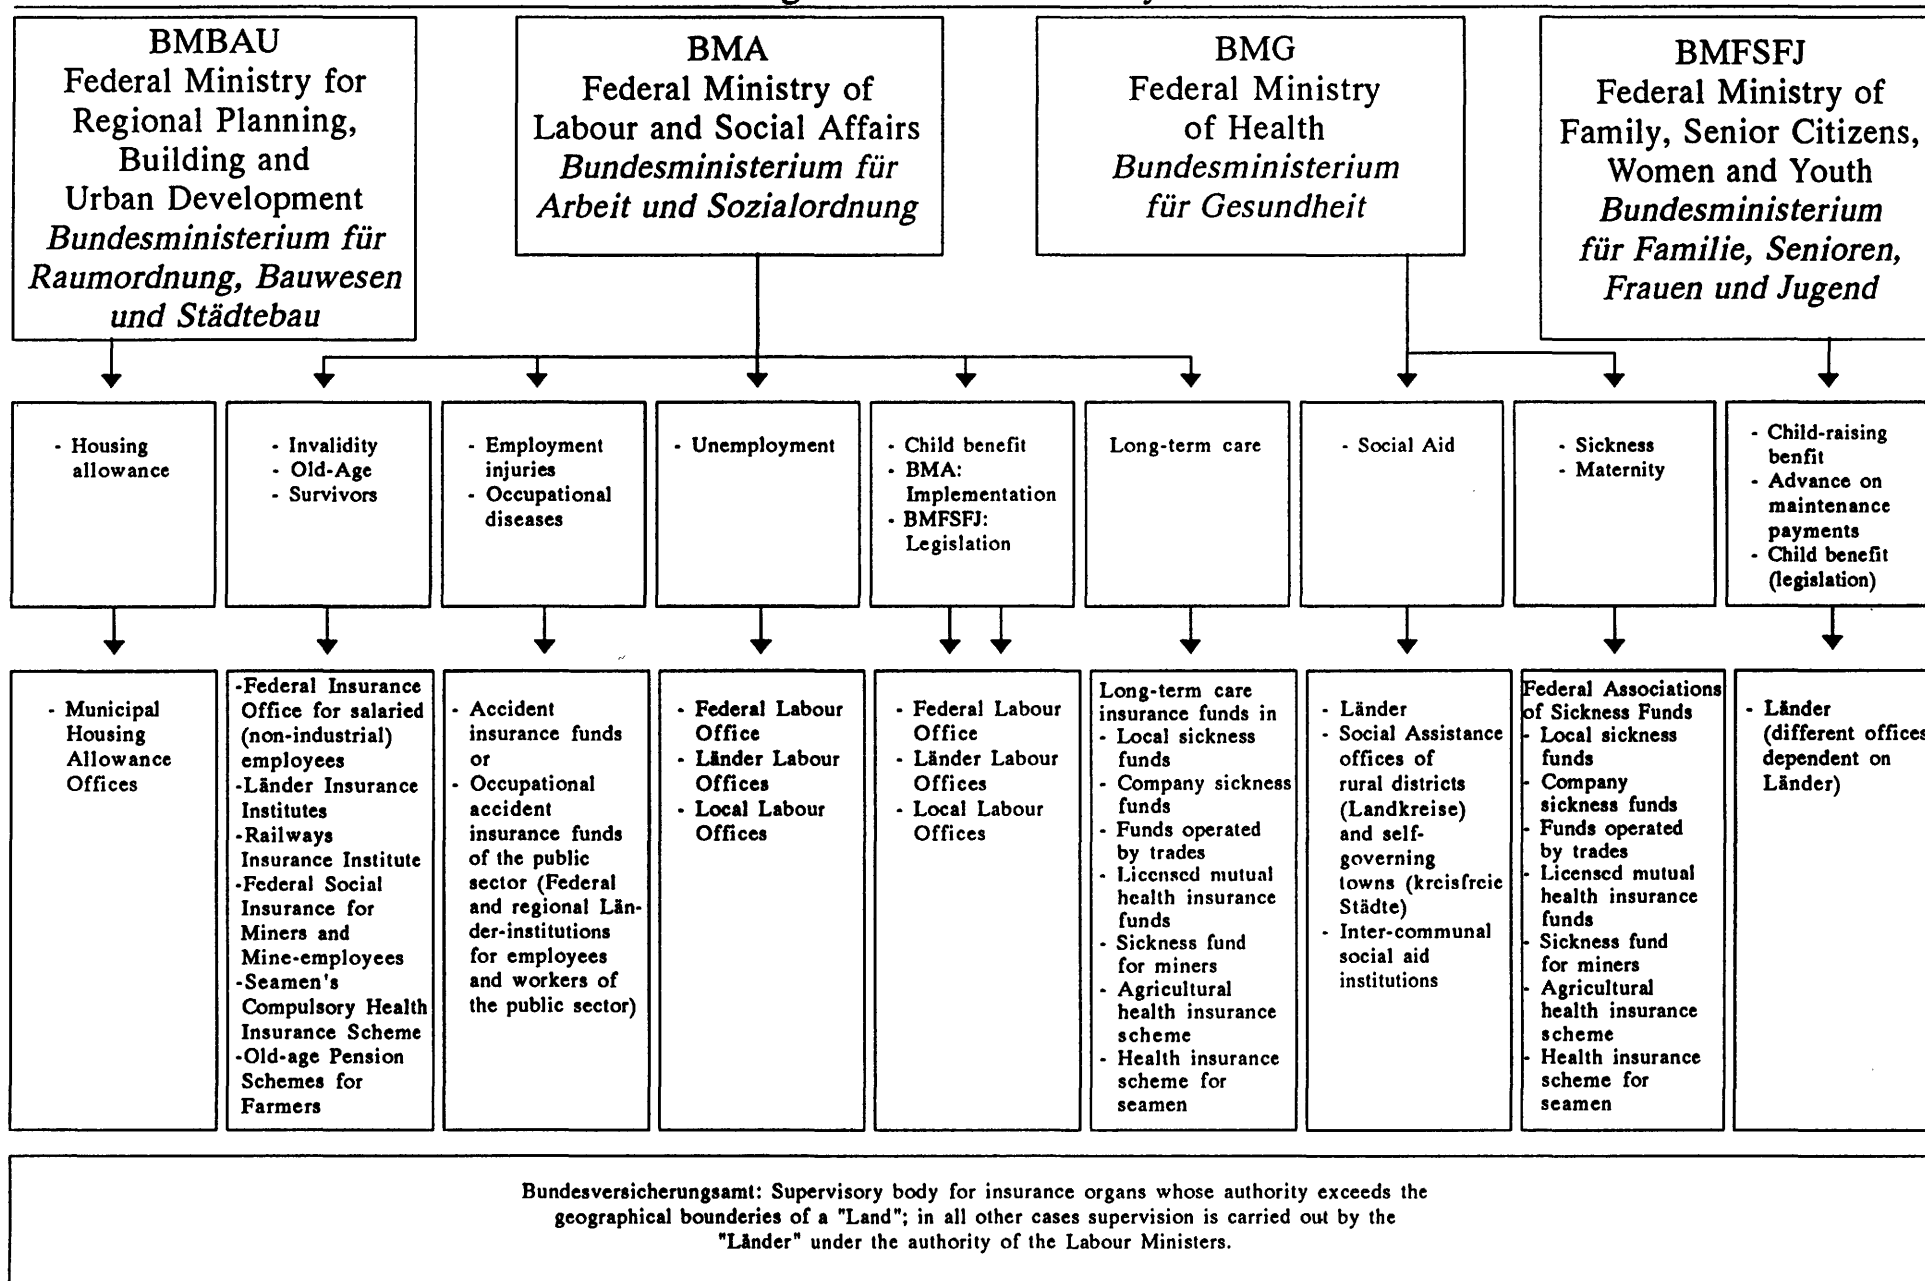 BMBAU
Federal Ministry for
Regional Planning,
Building and
Urban Development
Bundesministerium für
Raumordnung, Bauwesen
und Städtebau
BMA
Federal Ministry of
Labour and Social Affairs
Bundesministerium für
Arbeit und Sozialordnung
BMG
Federal Ministry
of Health
Bundesministerium
für Gesundheit
BMFSFJ
Federal Ministry of
Family, Senior Citizens,
Women and Youth
Bundesministerium
für Familie, Senioren,
Frauen und Jugend
- Housing
allowance
- Invalidity
- Old-Age
- Survivors
- Employment
injuries
- Occupational
diseases
- Unemployment
- Child benefit
- BMA:
Implementation
- BMFSFJ:
Legislation
Long-term care
- Social Aid
- Sickness
- Maternity
- Child-raising
benfit
- Advance on
maintenance
payments
- Child benefit
(legislation)
- Municipal
Housing
Allowance
Offices
-Federal Insurance
Office for salaried
(non-industrial)
employees
-Länder Insurance
Institutes
-Railways
Insurance Institute
-Federal Social
Insurance for
Miners and
Mine-employees
-Seamen's
Compulsory Health
Insurance Scheme
-Old-age Pension
Schemes for
Farmers
- Accident
insurance funds
or
- Occupational
accident
insurance funds
of the public
sector (Federal
and regional Län-
der-institutions
for employees
and workers of
the public sector)
- Federal Labour
Office
- Länder Labour
Offices
- Local Labour
Offices
- Federal Labour
Office
- Länder Labour
Offices
- Local Labour
Offices
Long-term care
insurance funds in
- Local sickness
funds
- Company sickness
funds
- Funds operated
by trades
- Licensed mutual
health insurance
funds
- Sickness fund
for miners
- Agricultural
health insurance
scheme
- Health insurance
scheme for
seamen
- Länder
- Social Assistance
offices of
rural districts
(Landkreise)
and self-
governing
towns (kreisfreie
Städte)
- Inter-communal
social aid
institutions
Federal Associations
of Sickness Funds
- Local sickness
funds
- Company
sickness funds
- Funds operated
by trades
- Licensed mutual
health insurance
funds
- Sickness fund
for miners
- Agricultural
health insurance
scheme
- Health insurance
scheme for
seamen
- Länder
(different offices
dependent on
Länder)
Bundesversicherungsamt: Supervisory body for insurance organs whose authority exceeds the
geographical bounderies of a "Land"; in all other cases supervision is carried out by the
"Länder" under the authority of the Labour Ministers.